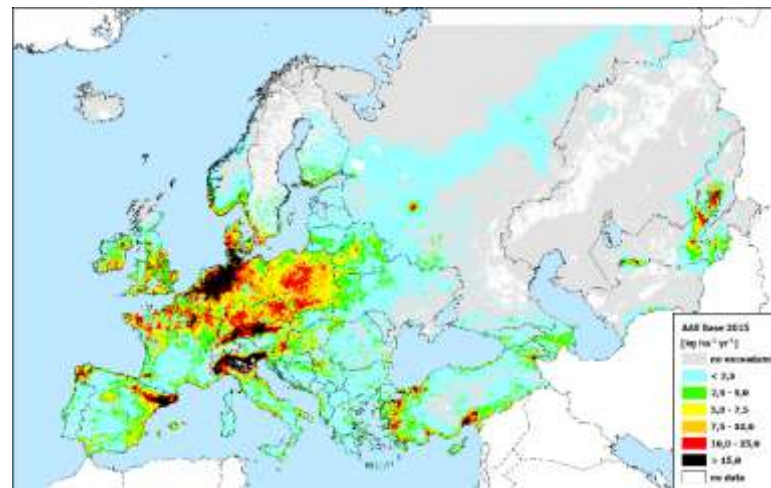 AAE Base 2015
[kg ha⁻¹ yr⁻¹]
no exceedance
< 2,5
2,5 - 5,0
5,0 - 7,5
7,5 - 10,0
10,0 - 15,0
> 15,0
no data